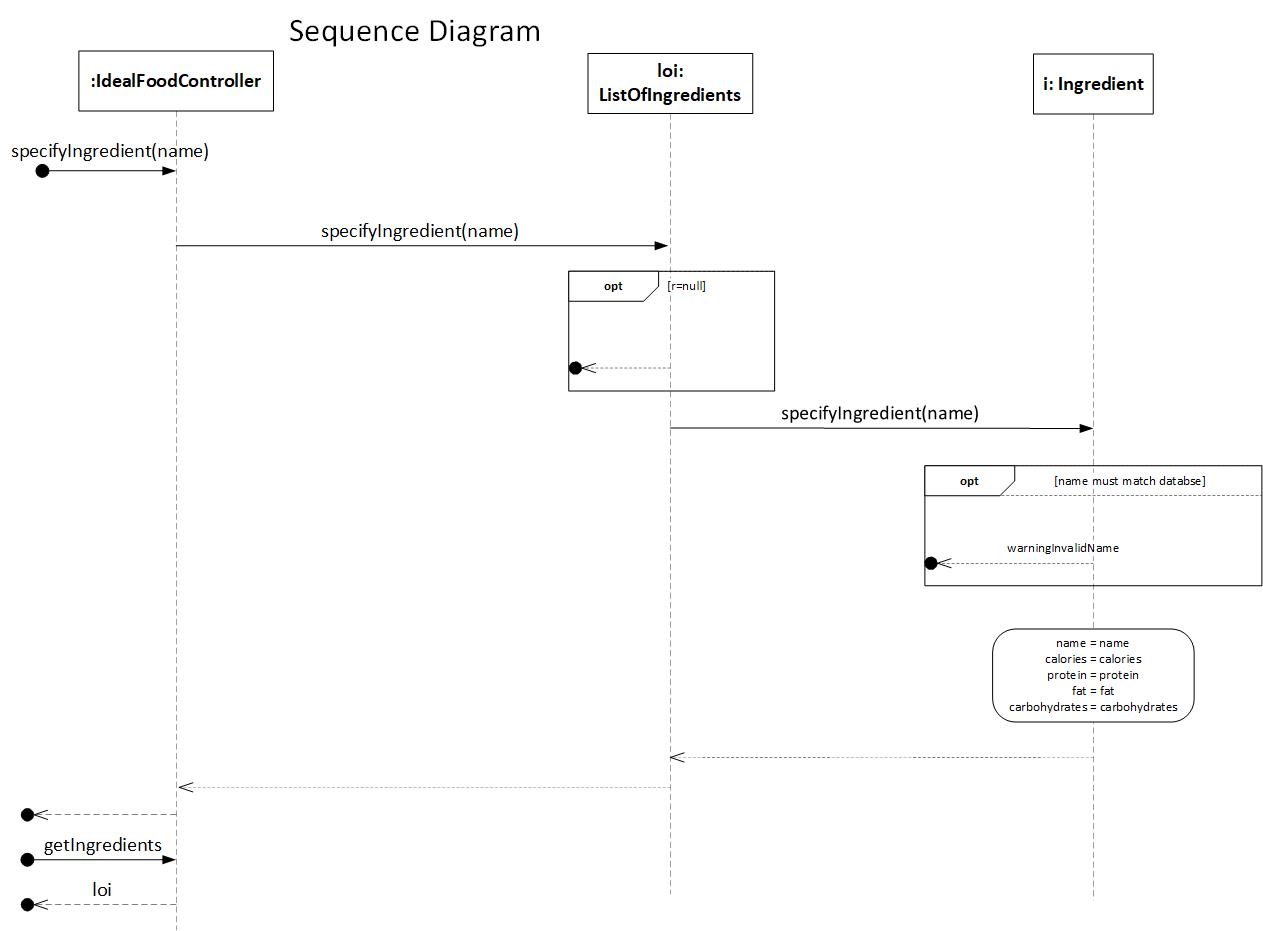 Sequence Diagram
:IdealFoodController
loi:
ListOfIngredients
i: Ingredient
specifyIngredient(name)
specifyIngredient(name)
opt
[r=null]
specifyIngredient(name)
opt
[name must match databse]
warningInvalidName
name = name
calories = calories
protein = protein
fat = fat
carbohydrates = carbohydrates
getIngredients
loi